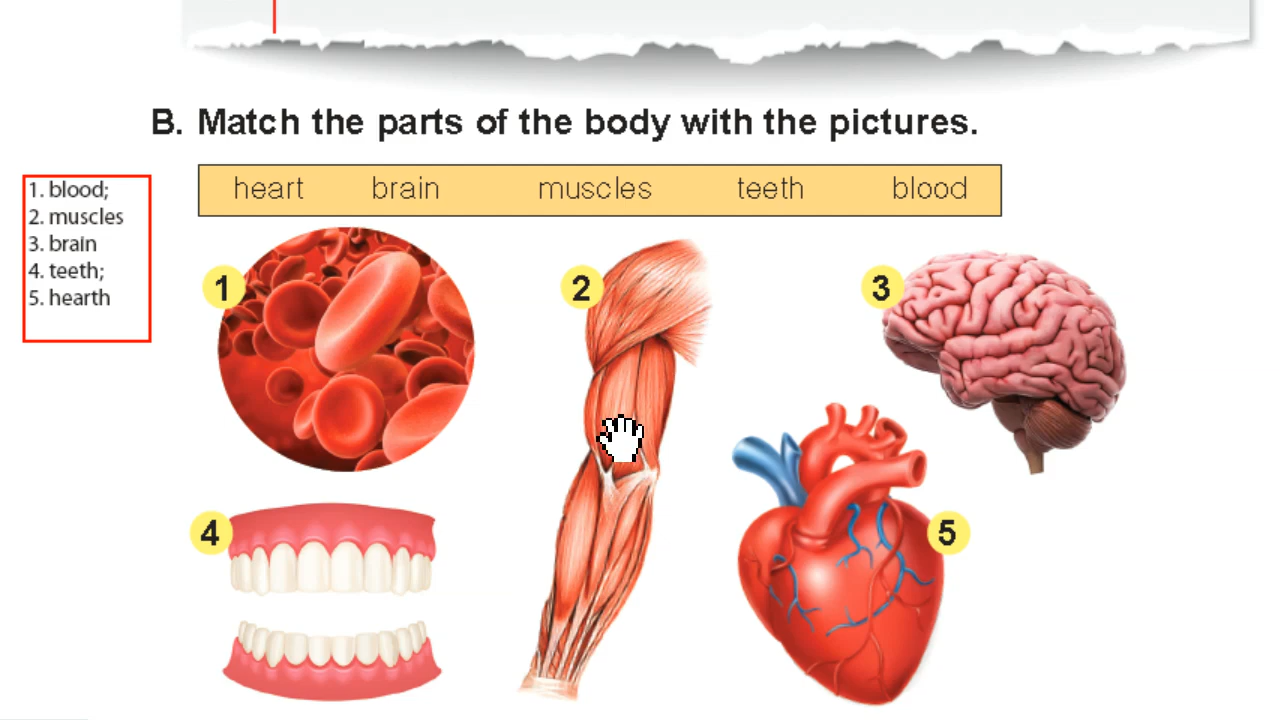 B. Match the parts of the body with the pictures.
heart brain muscles teeth blood
1. blood;
2. muscles
3. brain
4. teeth;
5. hearth
1
2
3
4
5